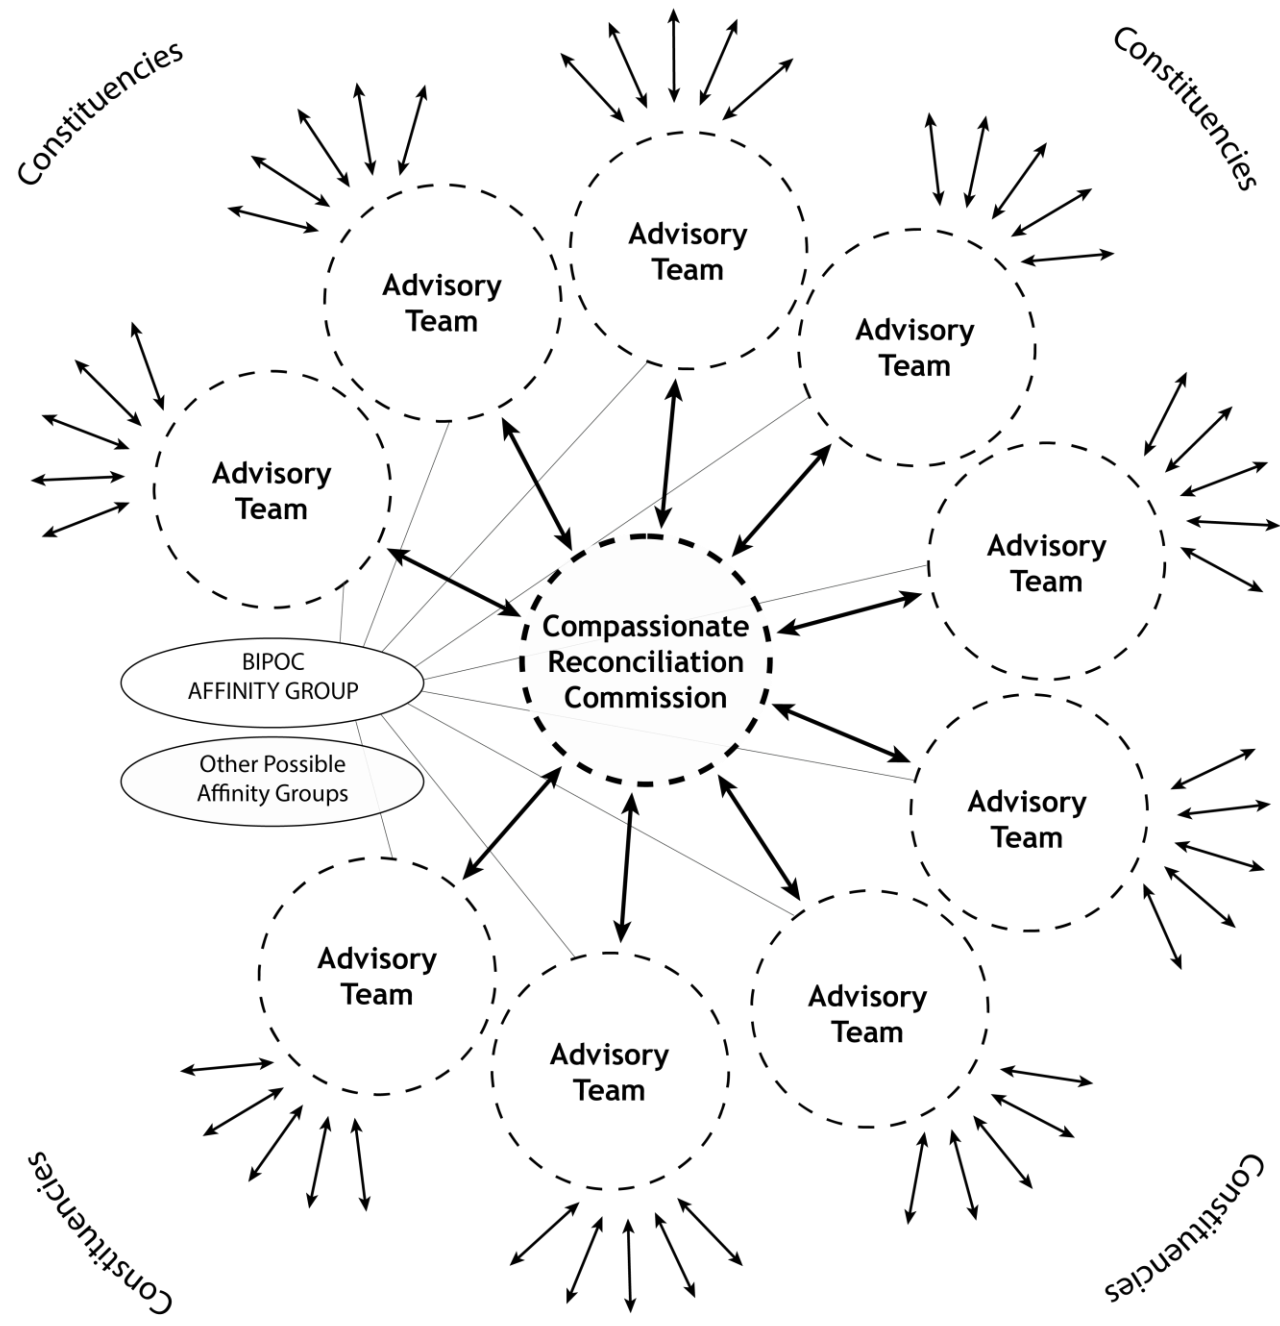 Constituencies
Constituencies
Advisory
Team
Advisory
Team
Advisory
Team
Advisory
Team
Advisory
Team
Compassionate
Reconciliation
Commission
BIPOC
AFFINITY GROUP
Other Possible
Affinity Groups
Advisory
Team
Advisory
Team
Advisory
Team
Advisory
Team
Constituencies
Constituencies